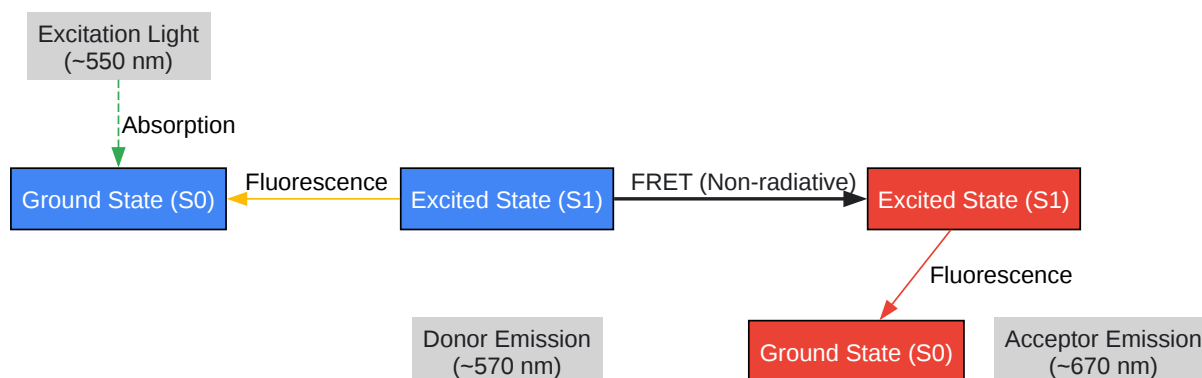 Excitation Light
(~550 nm)
Absorption
Ground State (S0)
Fluorescence
Excited State (S1)
FRET (Non-radiative)
Excited State (S1)
Fluorescence
Donor Emission
(~570 nm)
Ground State (S0)
Acceptor Emission
(~670 nm)